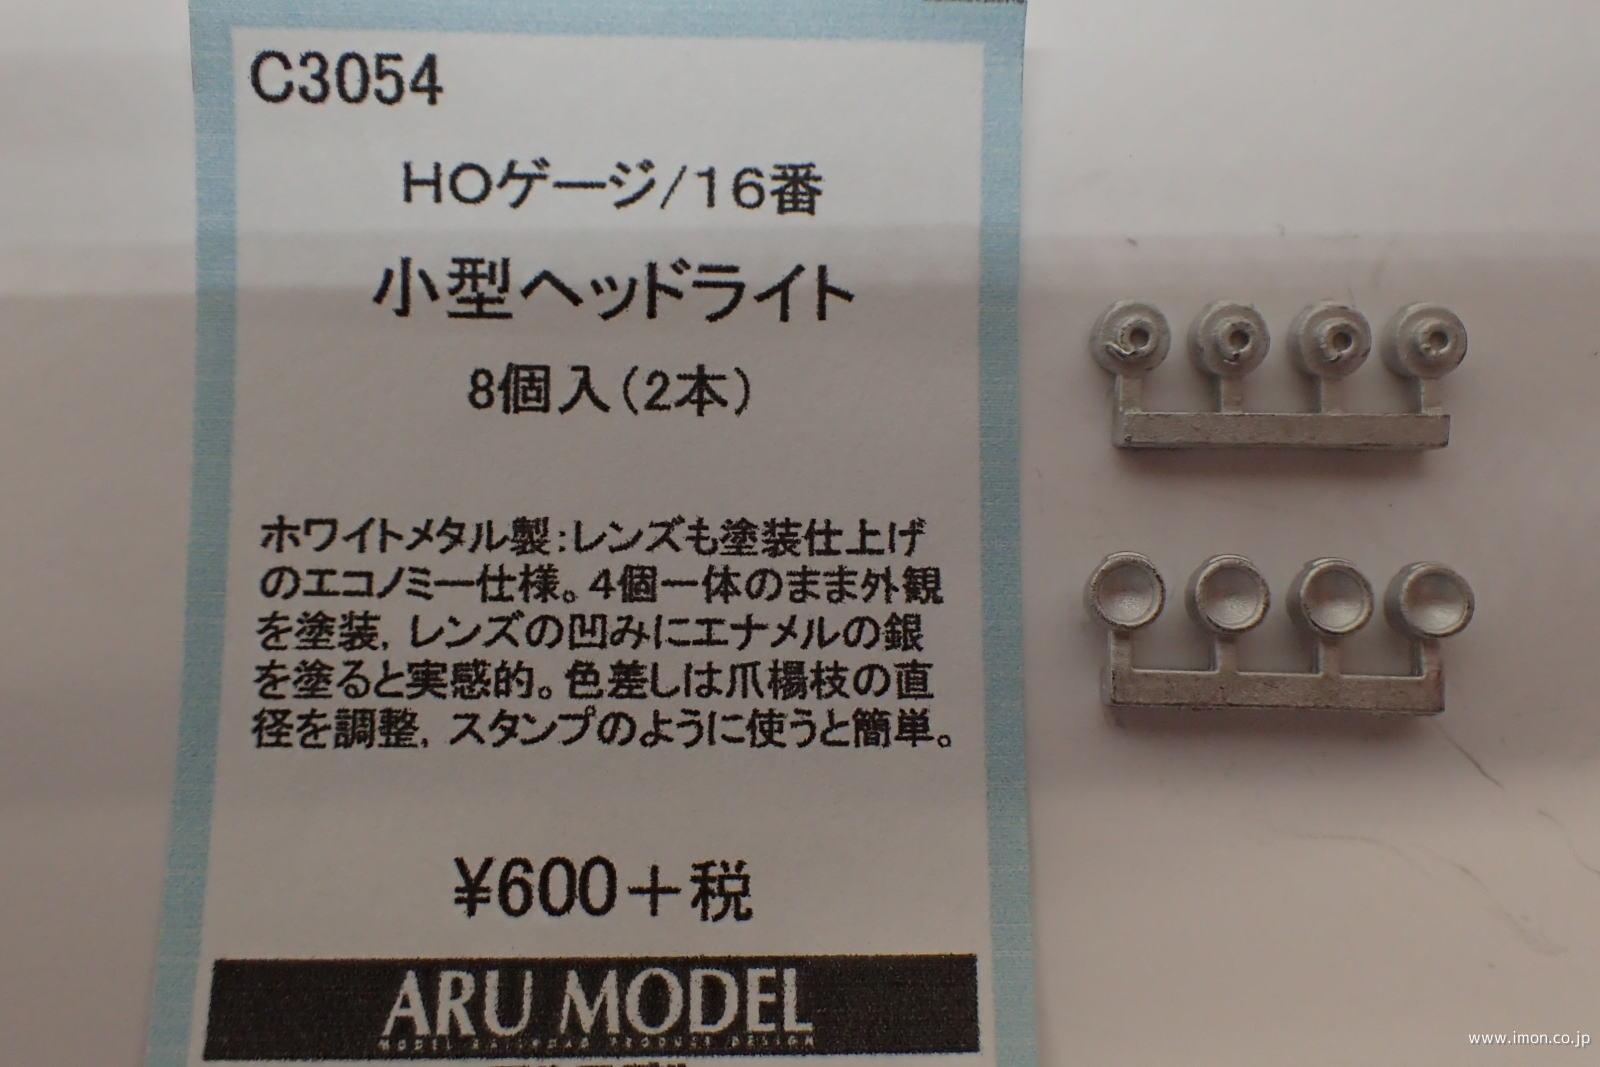 C3054
HOゲージ/16番
小型ヘッドライト
8個入(2本)
ホワイトメタル製:レンズも塗装仕上げ
のエコノミー仕様。4個一体のまま外観
を塗装,レンズの凹みにエナメルの銀
を塗ると実感的。色差しは爪楊枝の直
径を調整,スタンプのように使うと簡単。
¥600+税
ARU MODEL
MODEL RAILROAD PRODUCT DESIGN
www.imon.co.jp